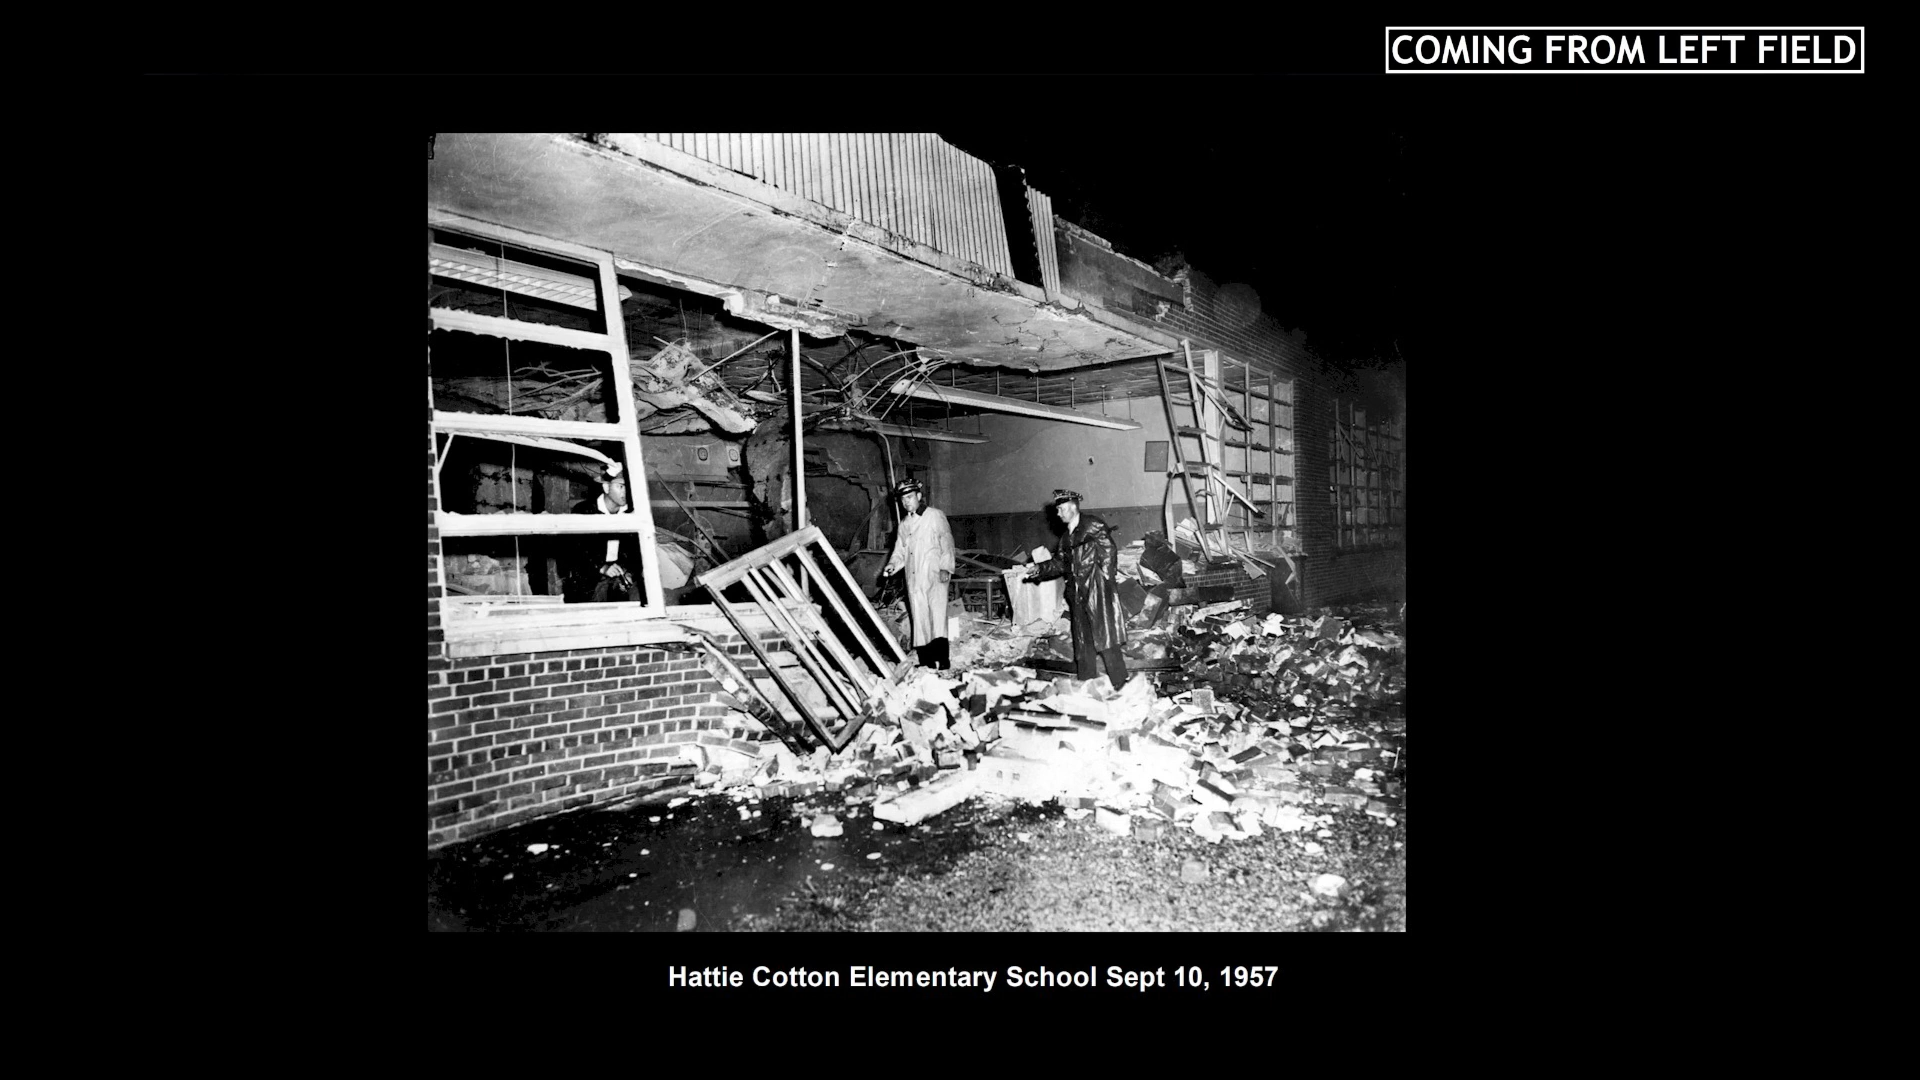 COMING FROM LEFT FIELD
Hattie Cotton Elementary School Sept 10, 1957